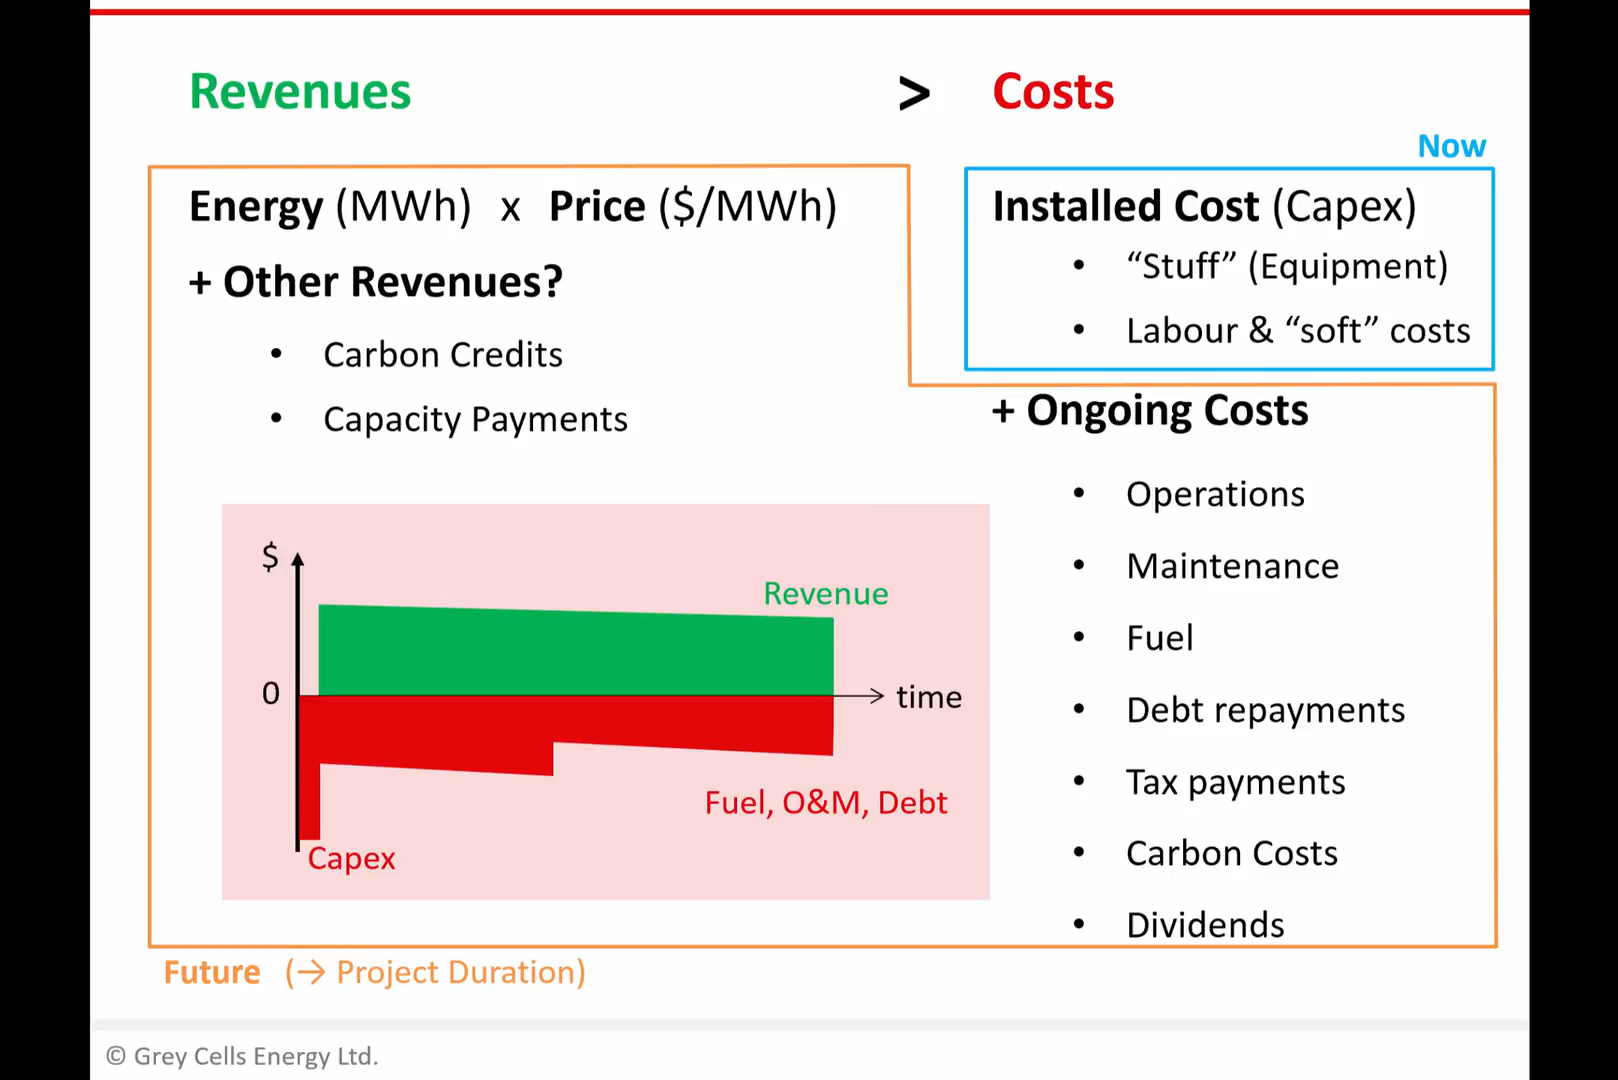 Revenues > Costs
Now
Energy (MWh) x Price ($/MWh)
+ Other Revenues?
• Carbon Credits
• Capacity Payments
Installed Cost (Capex)
• “Stuff” (Equipment)
• Labour & “soft” costs
+ Ongoing Costs
• Operations
• Maintenance
• Fuel
• Debt repayments
• Tax payments
• Carbon Costs
• Dividends
$
Revenue
0
time
Fuel, O&M, Debt
Capex
Future (→ Project Duration)
© Grey Cells Energy Ltd.